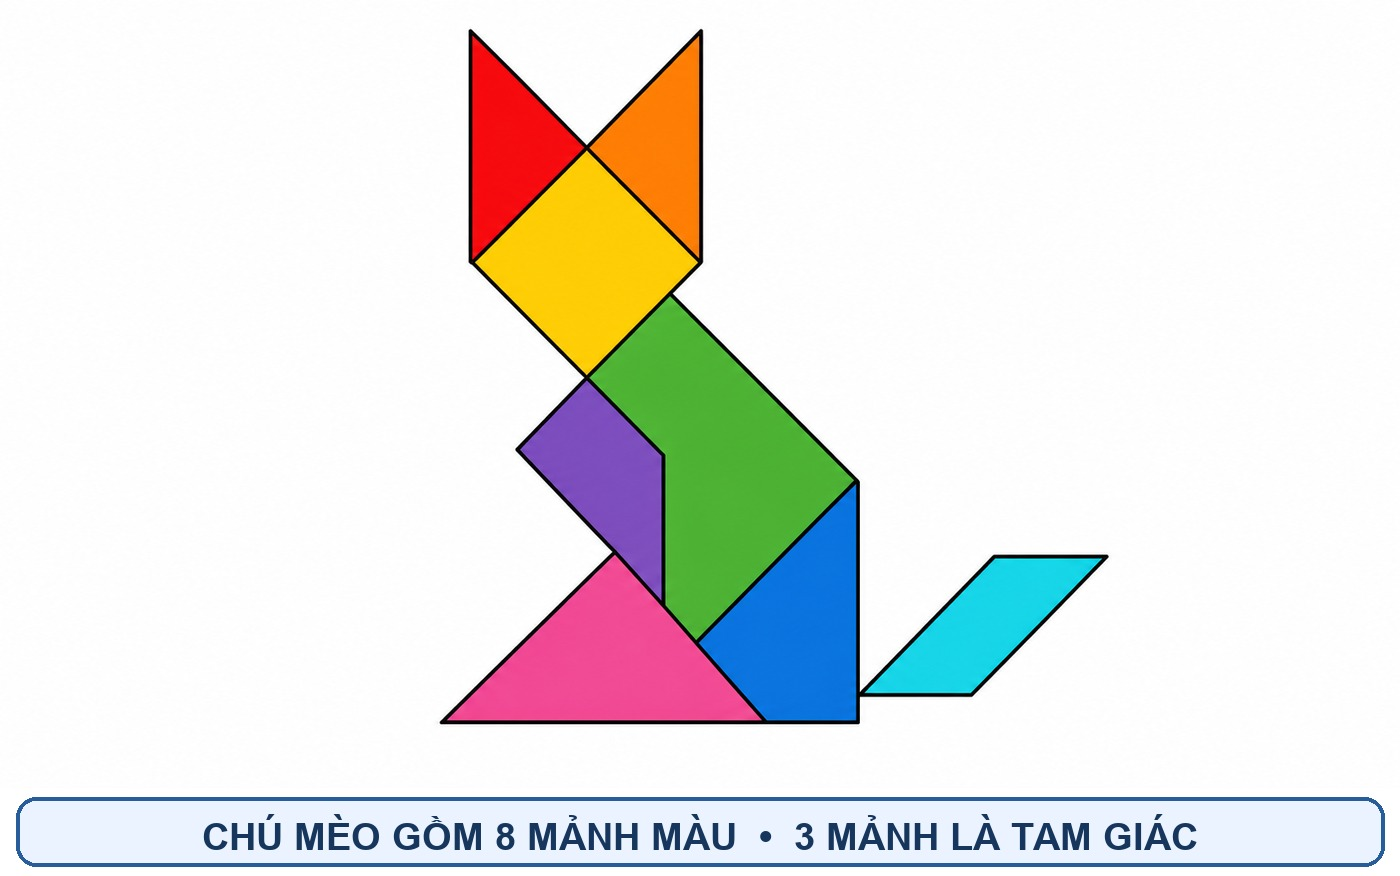 CHÚ MÈO GỒM 8 MẢNH MÀU • 3 MẢNH LÀ TAM GIÁC